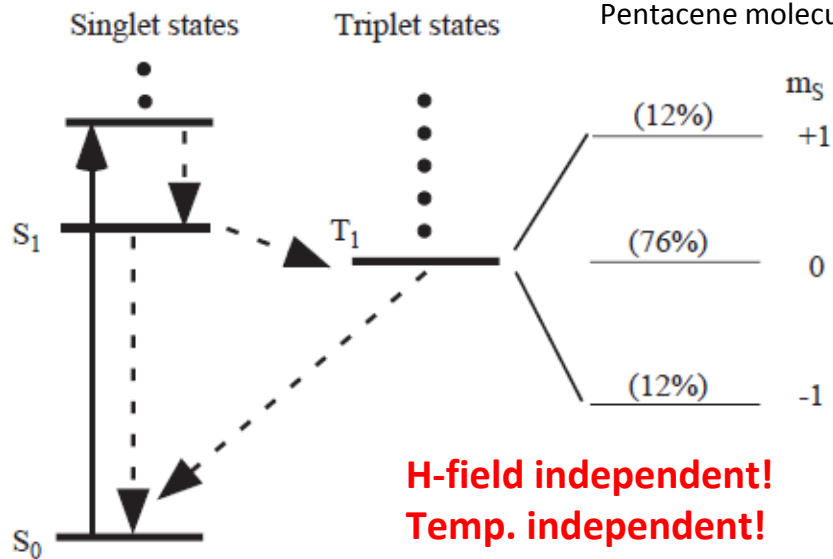 Singlet states
Triplet states
Pentacene
m_S
(12%)
+1
S_1
T_1
(76%)
0
(12%)
-1
H-field independent!
Temp. independent!
S_0